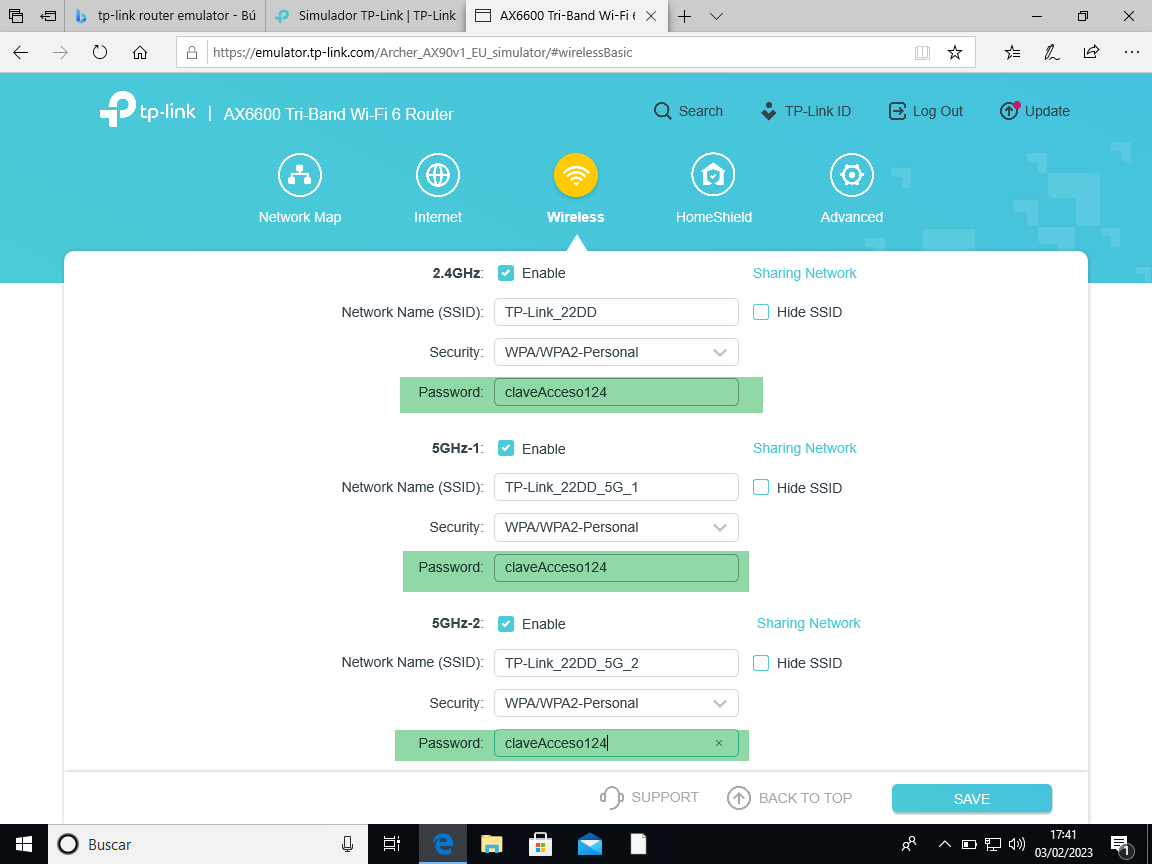 tp-link router emulator - Bú
Simulador TP-Link | TP-Link
AX6600 Tri-Band Wi-Fi 6
https://emulator.tp-link.com/Archer_AX90v1_EU_simulator/#wirelessBasic
tp-link | AX6600 Tri-Band Wi-Fi 6 Router
Search
TP-Link ID
Log Out
Update
Network Map
Internet
Wireless
HomeShield
Advanced
2.4GHz: Enable Sharing Network
Network Name (SSID): TP-Link_22DD Hide SSID
Security: WPA/WPA2-Personal
Password: claveAcceso124
5GHz-1: Enable Sharing Network
Network Name (SSID): TP-Link_22DD_5G_1 Hide SSID
Security: WPA/WPA2-Personal
Password: claveAcceso124
5GHz-2: Enable Sharing Network
Network Name (SSID): TP-Link_22DD_5G_2 Hide SSID
Security: WPA/WPA2-Personal
Password: claveAcceso124
SUPPORT BACK TO TOP SAVE
Buscar
17:41
03/02/2023
1